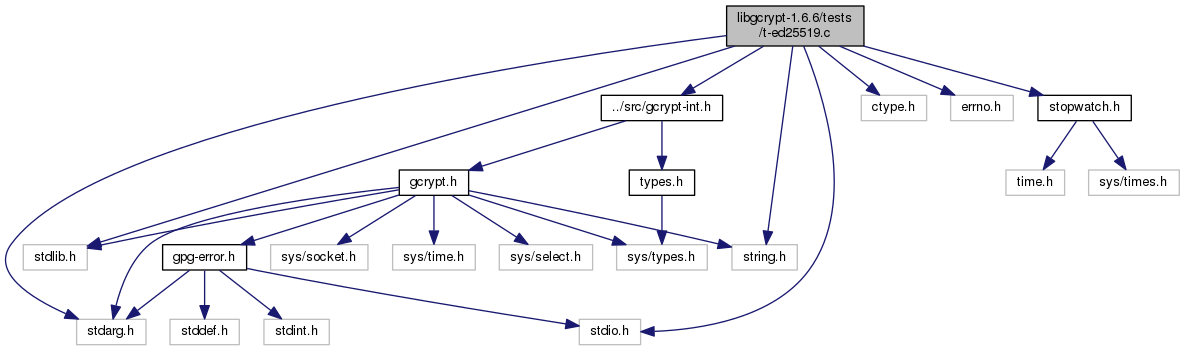 libgcrypt-1.6.6/tests
/t-ed25519.c
../src/gcrypt-int.h
ctype.h
errno.h
stopwatch.h
gcrypt.h
types.h
time.h
sys/times.h
stdlib.h
gpg-error.h
sys/socket.h
sys/time.h
sys/select.h
sys/types.h
string.h
stdarg.h
stddef.h
stdint.h
stdio.h